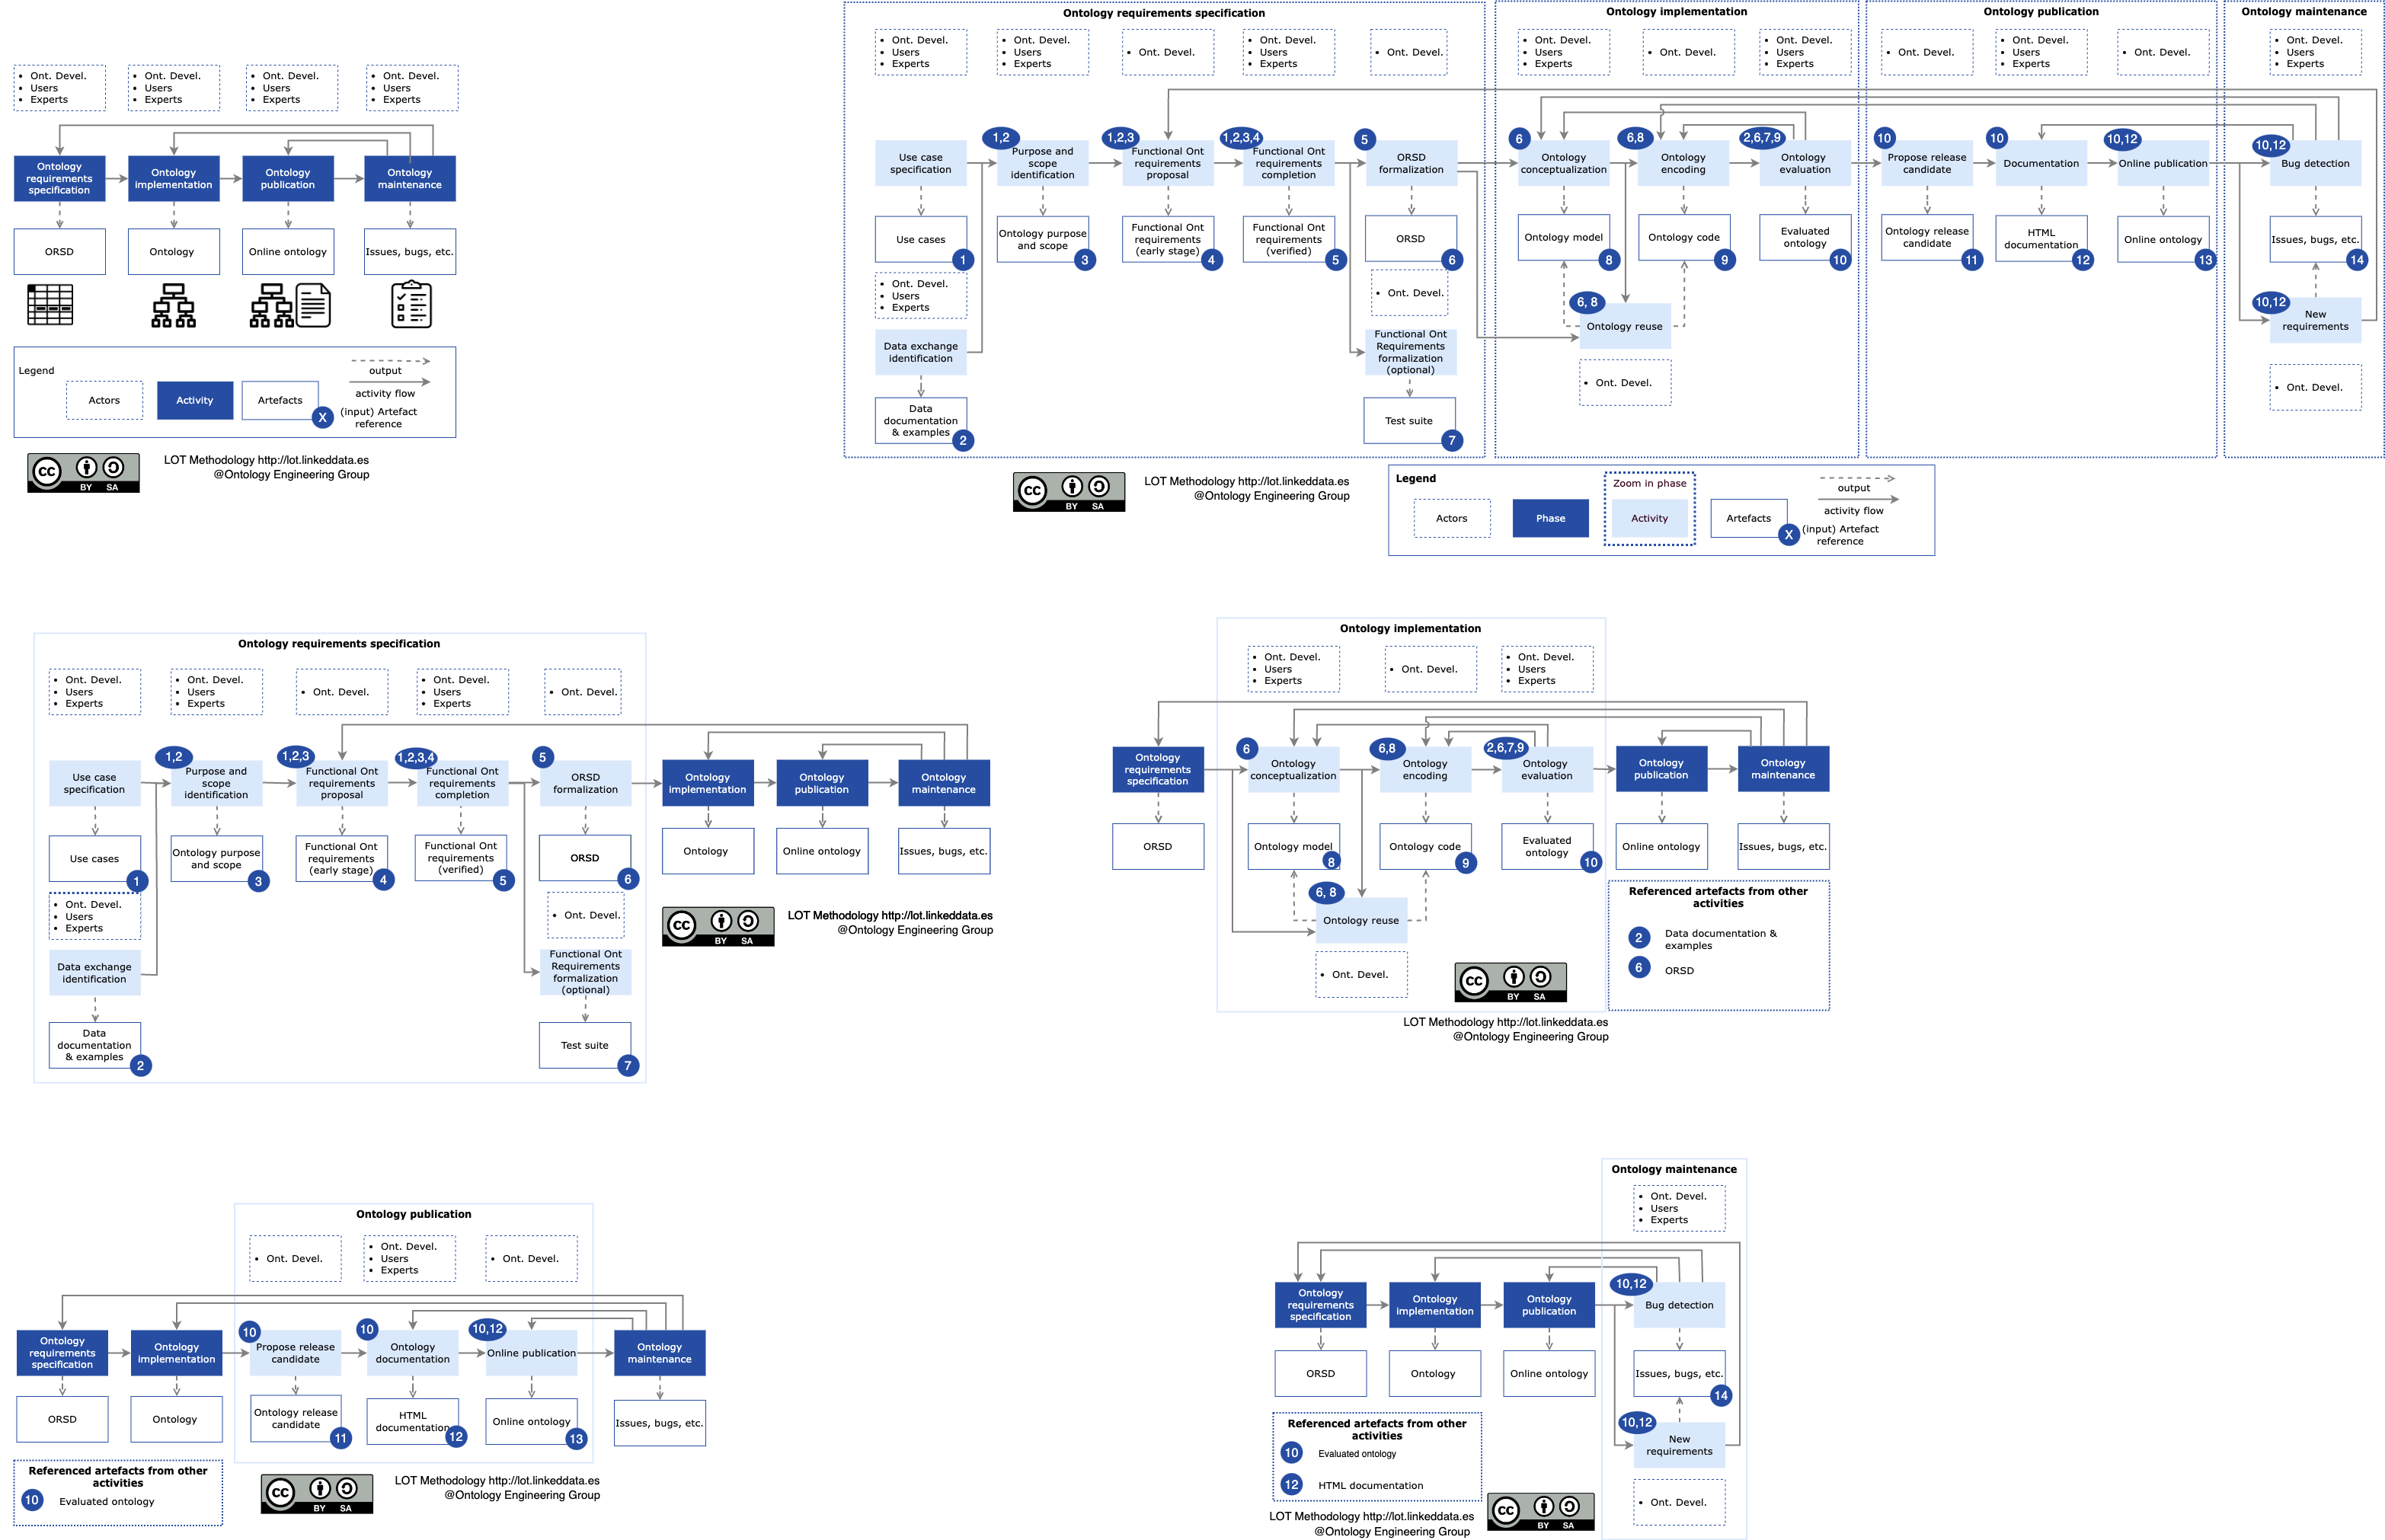 • Ont. Devel.
• Users
• Experts
• Ont. Devel.
• Users
• Experts
• Ont. Devel.
• Users
• Experts
• Ont. Devel.
• Users
• Experts
Ontology
requirements
specification
Ontology
implementation
Ontology
publication
Ontology
maintenance
ORSD
Ontology
Online ontology
Issues, bugs, etc.
Legend
Actors
Activity
Artefacts
X
output
activity flow
(input) Artefact
reference
CC BY SA
LOT Methodology http://lot.linkeddata.es
@Ontology Engineering Group
Ontology requirements specification
• Ont. Devel.
• Users
• Experts
• Ont. Devel.
• Users
• Experts
• Ont. Devel.
• Ont. Devel.
• Users
• Experts
• Ont. Devel.
Use case
specification
1,2
Purpose and
scope
identification
1,2,3
Functional Ont
requirements
proposal
1,2,3,4
Functional Ont
requirements
completion
5
ORSD
formalization
Use cases
1
Ontology purpose
and scope
3
Functional Ont
requirements
(early stage)
4
Functional Ont
requirements
(verified)
5
ORSD
6
• Ont. Devel.
• Users
• Experts
• Ont. Devel.
Data exchange
identification
Functional Ont
Requirements
formalization
(optional)
Data
documentation
& examples
2
Test suite
7
Ontology implementation
• Ont. Devel.
• Users
• Experts
• Ont. Devel.
• Ont. Devel.
• Users
• Experts
6
Ontology
conceptualization
6,8
Ontology
encoding
2,6,7,9
Ontology
evaluation
Ontology model
8
Ontology code
9
Evaluated
ontology
10
6, 8
Ontology reuse
• Ont. Devel.
Ontology publication
• Ont. Devel.
• Ont. Devel.
• Users
• Experts
• Ont. Devel.
10
Propose release
candidate
10
Documentation
10,12
Online publication
Ontology release
candidate
11
HTML
documentation
12
Online ontology
13
Ontology maintenance
• Ont. Devel.
• Users
• Experts
10,12
Bug detection
Issues, bugs, etc.
14
10,12
New
requirements
• Ont. Devel.
CC BY SA
LOT Methodology http://lot.linkeddata.es
@Ontology Engineering Group
Legend
Actors
Phase
Zoom in phase
Activity
Artefacts
X
output
activity flow
(input) Artefact
reference
Ontology requirements specification
• Ont. Devel.
• Users
• Experts
• Ont. Devel.
• Users
• Experts
• Ont. Devel.
• Ont. Devel.
• Users
• Experts
• Ont. Devel.
Use case
specification
1,2
Purpose and
scope
identification
1,2,3
Functional Ont
requirements
proposal
1,2,3,4
Functional Ont
requirements
completion
5
ORSD
formalization
Ontology
implementation
Ontology
publication
Ontology
maintenance
Use cases
1
Ontology purpose
and scope
3
Functional Ont
requirements
(early stage)
4
Functional Ont
requirements
(verified)
5
ORSD
6
Ontology
Online ontology
Issues, bugs, etc.
• Ont. Devel.
• Users
• Experts
• Ont. Devel.
Data exchange
identification
Functional Ont
Requirements
formalization
(optional)
Data
documentation
& examples
2
Test suite
7
CC BY SA
LOT Methodology http://lot.linkeddata.es
@Ontology Engineering Group
Ontology implementation
• Ont. Devel.
• Users
• Experts
• Ont. Devel.
• Ont. Devel.
• Users
• Experts
Ontology
requirements
specification
6
Ontology
conceptualization
6,8
Ontology
encoding
2,6,7,9
Ontology
evaluation
Ontology
publication
Ontology
maintenance
ORSD
Ontology model
8
Ontology code
9
Evaluated
ontology
10
Online ontology
Issues, bugs, etc.
6, 8
Ontology reuse
• Ont. Devel.
Referenced artefacts from other
activities
2
Data documentation &
examples
6
ORSD
CC BY SA
LOT Methodology http://lot.linkeddata.es
@Ontology Engineering Group
Ontology publication
• Ont. Devel.
• Ont. Devel.
• Users
• Experts
• Ont. Devel.
Ontology
requirements
specification
Ontology
implementation
10
Propose release
candidate
10
Ontology
documentation
10,12
Online publication
Ontology
maintenance
ORSD
Ontology
Ontology release
candidate
11
HTML
documentation
12
Online ontology
13
Issues, bugs, etc.
Referenced artefacts from other
activities
10
Evaluated ontology
CC BY SA
LOT Methodology http://lot.linkeddata.es
@Ontology Engineering Group
Ontology maintenance
• Ont. Devel.
• Users
• Experts
Ontology
requirements
specification
Ontology
implementation
Ontology
publication
10,12
Bug detection
ORSD
Ontology
Online ontology
Issues, bugs, etc.
14
10,12
New
requirements
• Ont. Devel.
Referenced artefacts from other
activities
10
Evaluated ontology
12
HTML documentation
CC BY SA
LOT Methodology http://lot.linkeddata.es
@Ontology Engineering Group